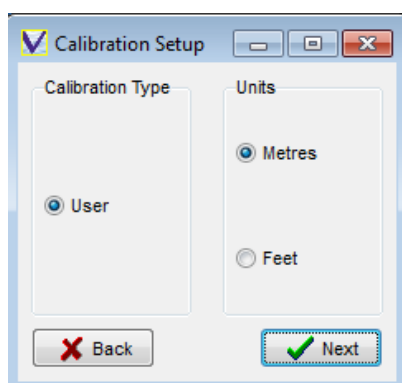 Calibration Setup
Calibration Type
Units
Metres
User
Feet
Back
Next